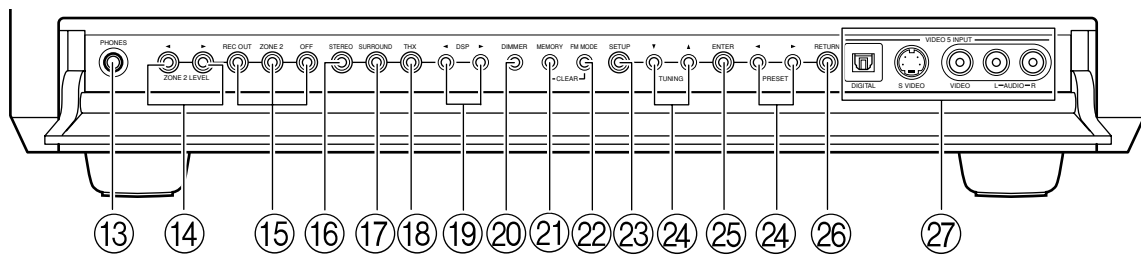 PHONES ◄ ► REC OUT ZONE 2 OFF STEREO SURROUND THX ◄ DSP ► DIMMER MEMORY FM MODE SETUP ▼ ▲ ENTER ◄ ► RETURN
VIDEO 5 INPUT
ZONE 2 LEVEL
CLEAR
TUNING
PRESET
DIGITAL S VIDEO VIDEO L AUDIO R
13 14 15 16 17 18 19 20 21 22 23 24 25 24 26 27